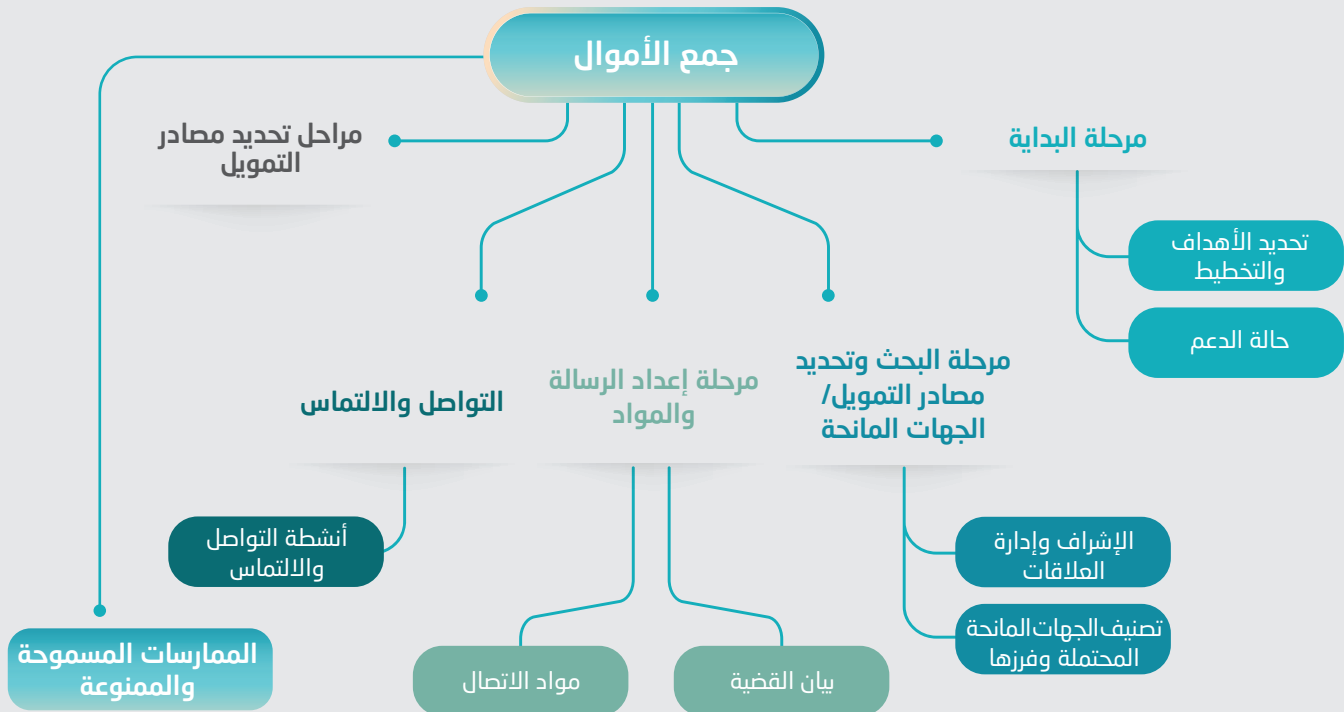 جمع الأموال
مرحلة البداية
تحديد الأهداف
والتخطيط
حالة الدعم
مرحلة البحث وتحديد
مصادر التمويل/
الجهات المانحة
الإشراف وإدارة
العلاقات
تصنيف الجهات المانحة
المحتملة وفرزها
مرحلة إعداد الرسالة
والمواد
بيان القضية
مواد الاتصال
التواصل والالتماس
أنشطة التواصل
والالتماس
مراحل تحديد مصادر
التمويل
الممارسات المسموحة
والممنوعة